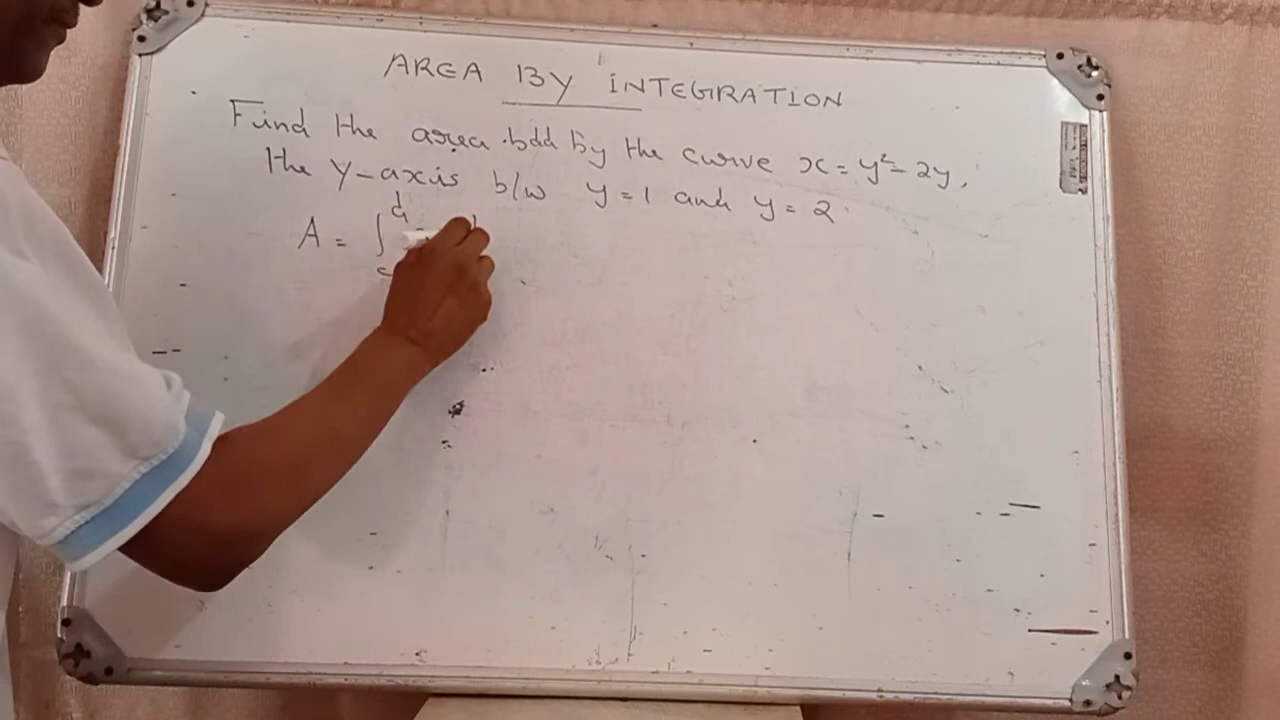 AREA BY INTEGRATION
Find the area bdd by the curve x = y² - 2y,
the y-axis b/w y = 1 and y = 2.
A = ∫ d c